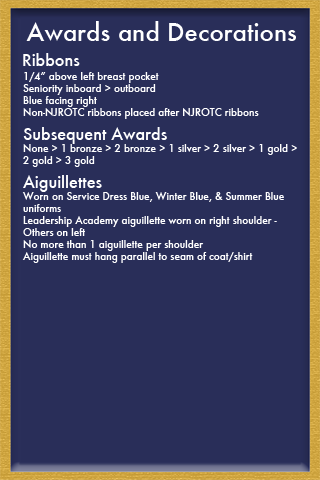 Awards and Decorations
Ribbons
1/4” above left breast pocket
Seniority inboard > outboard
Blue facing right
Non-NJROTC ribbons placed after NJROTC ribbons
Subsequent Awards
None > 1 bronze > 2 bronze > 1 silver > 2 silver > 1 gold >
2 gold > 3 gold
Aiguillettes
Worn on Service Dress Blue, Winter Blue, & Summer Blue
uniforms
Leadership Academy aiguillette worn on right shoulder -
Others on left
No more than 1 aiguillette per shoulder
Aiguillette must hang parallel to seam of coat/shirt